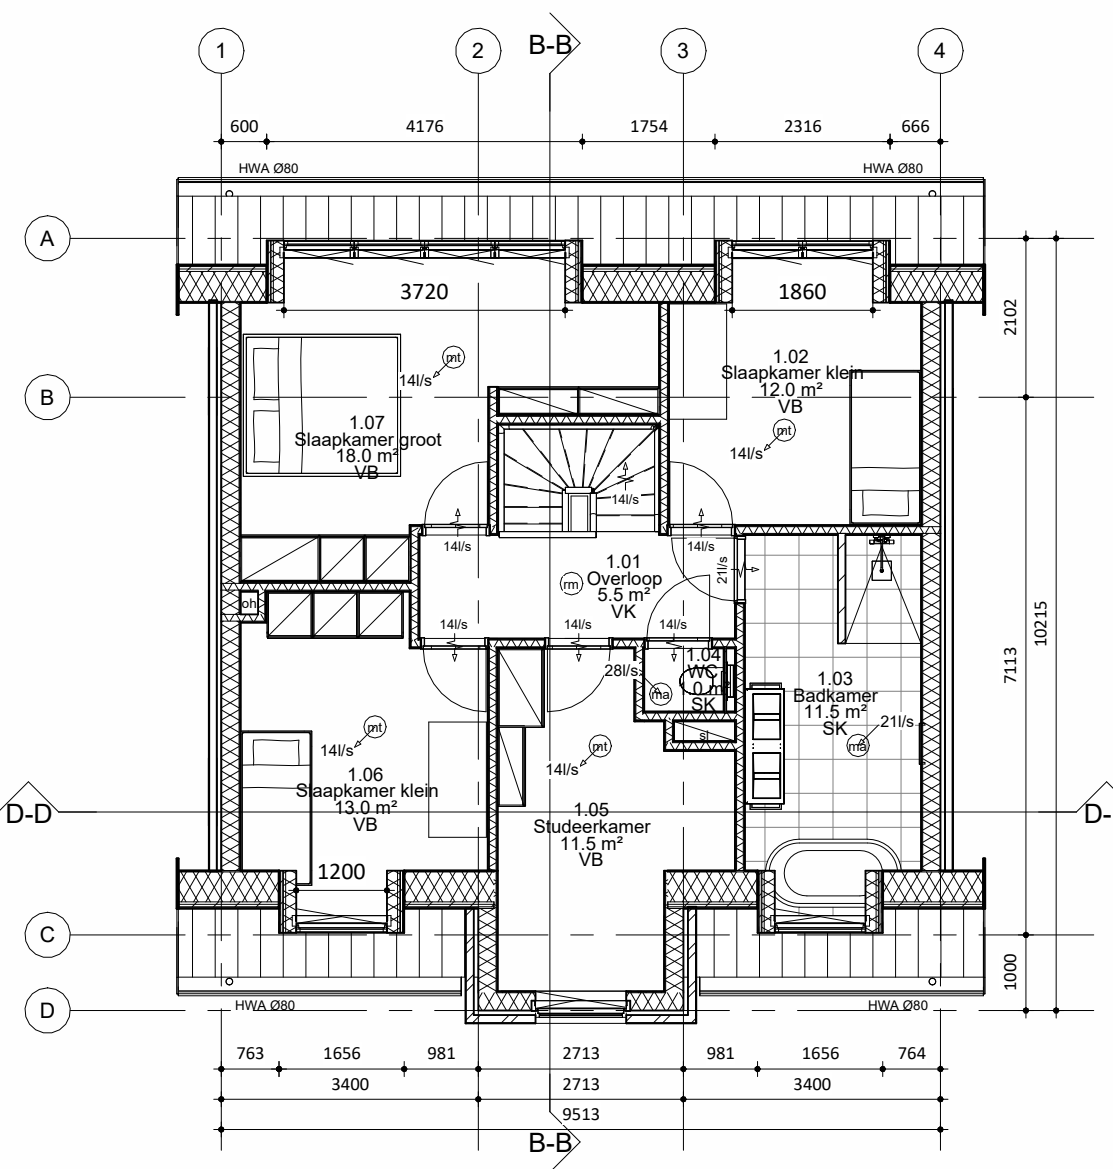 B-B
1
2
3
4
600
4176
1754
2316
666
HWA Ø80
HWA Ø80
A
3720
1860
2102
mt
14l/s
1.02
Slaapkamer klein
12.0 m²
VB
B
1.07
Slaapkamer groot
18.0 m²
VB
mt
14l/s
14l/s
14l/s
14l/s
21l/s
1.01
Overloop
5.5 m²
VK
rm
oh
14l/s
14l/s
14l/s
10215
7113
1.04
WC
1.0 m²
SK
28l/s
ma
1.03
Badkamer
11.5 m²
SK
21l/s
ma
sl
mt
14l/s
1.06
Slaapkamer klein
13.0 m²
VB
mt
14l/s
1.05
Studeerkamer
11.5 m²
VB
D-D
D-
1200
C
1000
D
HWA Ø80
HWA Ø80
763
1656
981
2713
981
1656
764
3400
2713
3400
9513
B-B